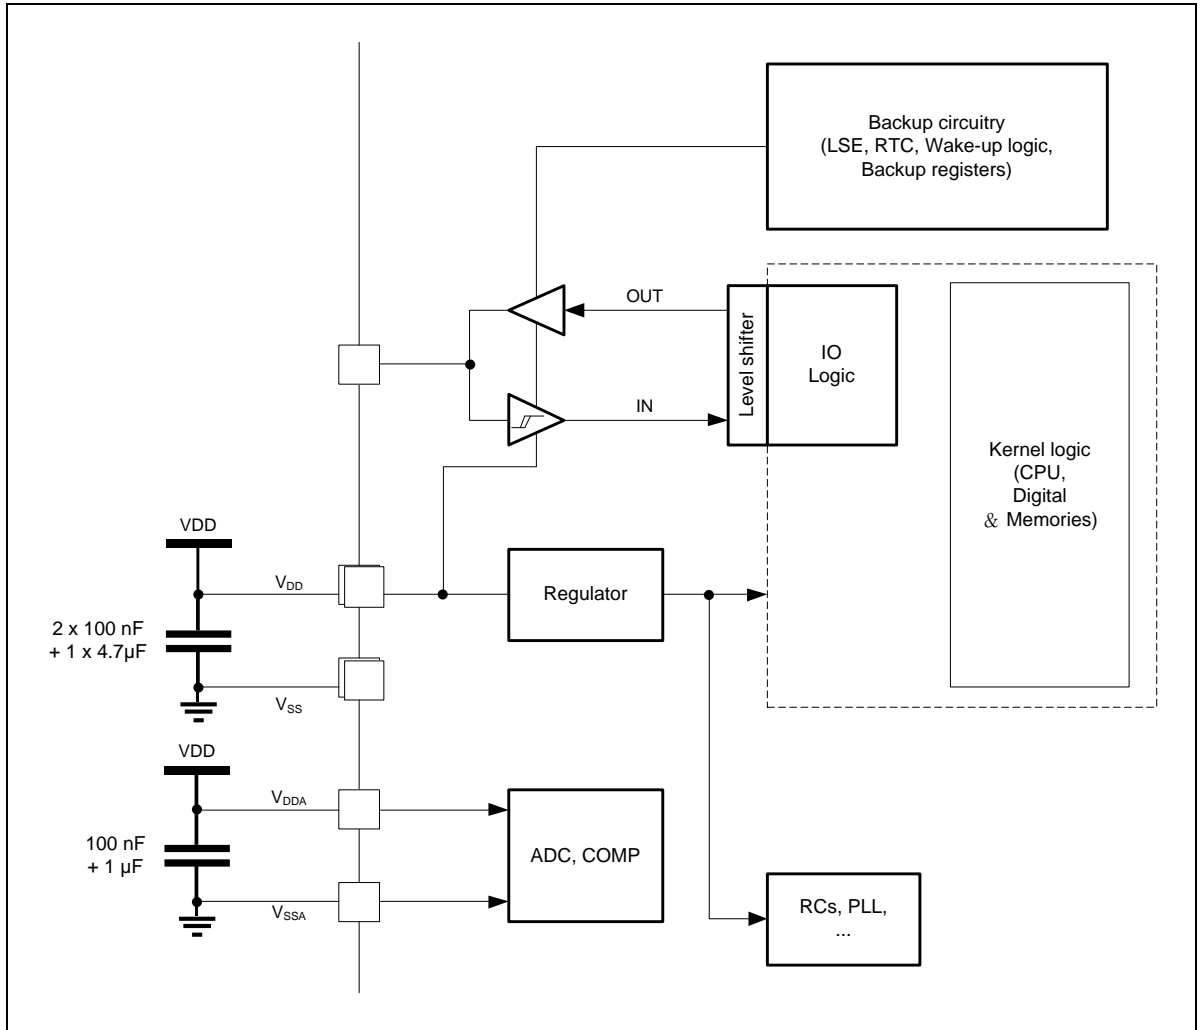 Backup circuitry
(LSE, RTC, Wake-up logic,
Backup registers)
OUT
Level shifter
IO
Logic
IN
Kernel logic
(CPU,
Digital
& Memories)
VDD
VDD
Regulator
2 x 100 nF
+ 1 x 4.7µF
VSS
VDD
VDDA
100 nF
+ 1 µF
ADC, COMP
VSSA
RCs, PLL,
...